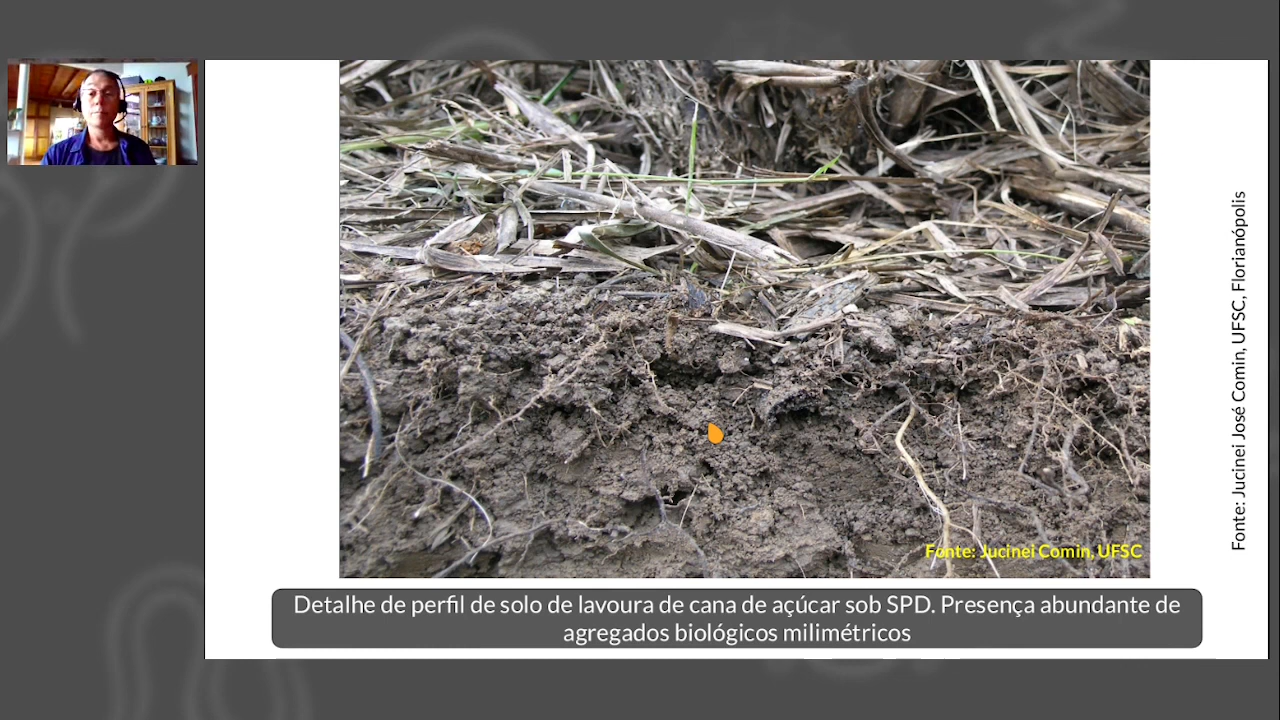 Fonte: Jucinei José Comin, UFSC, Florianópolis
Fonte: Jucinei Comin, UFSC
Detalhe de perfil de solo de lavoura de cana de açúcar sob SPD. Presença abundante de
agregados biológicos milimétricos